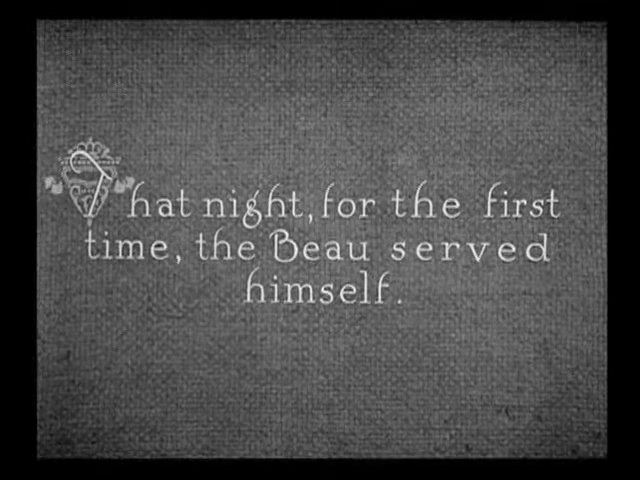 That night, for the first
time, the Beau served
himself.